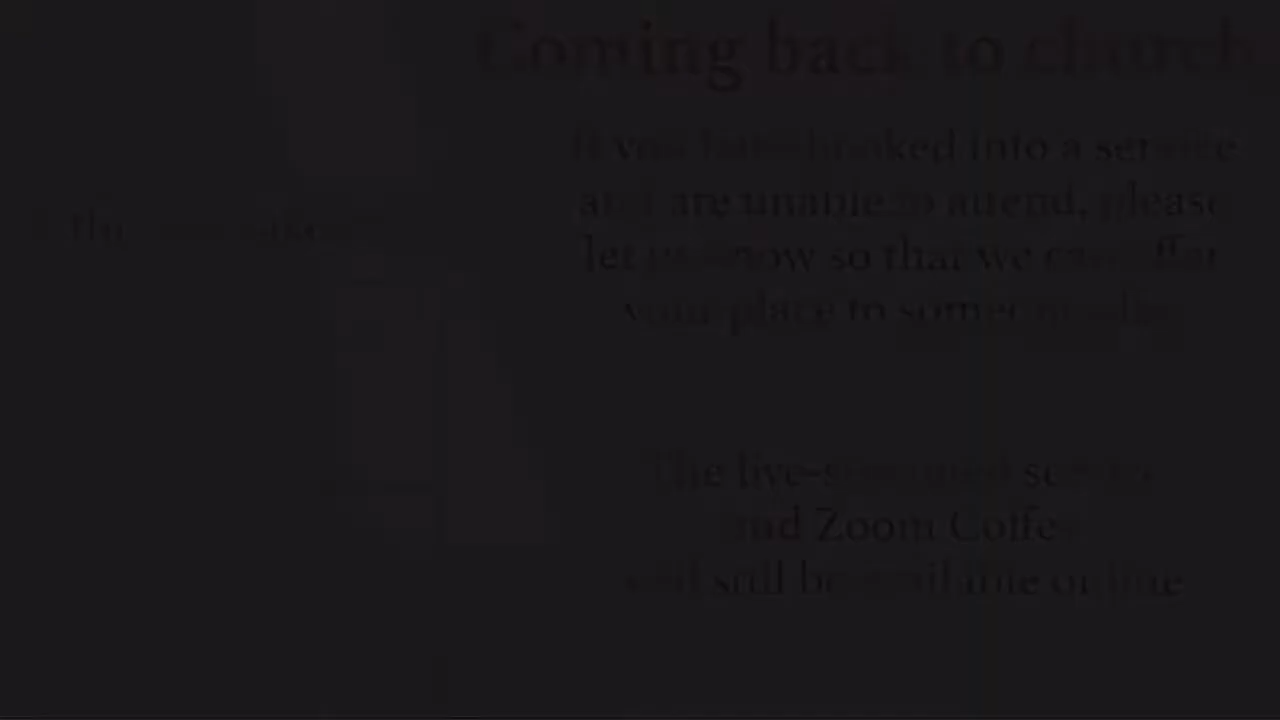 Coming back to church
If you have booked into a service
and are unable to attend, please
let us know so that we can offer
your place to someone else
The live-streamed service
and Zoom Coffee
will still be available online